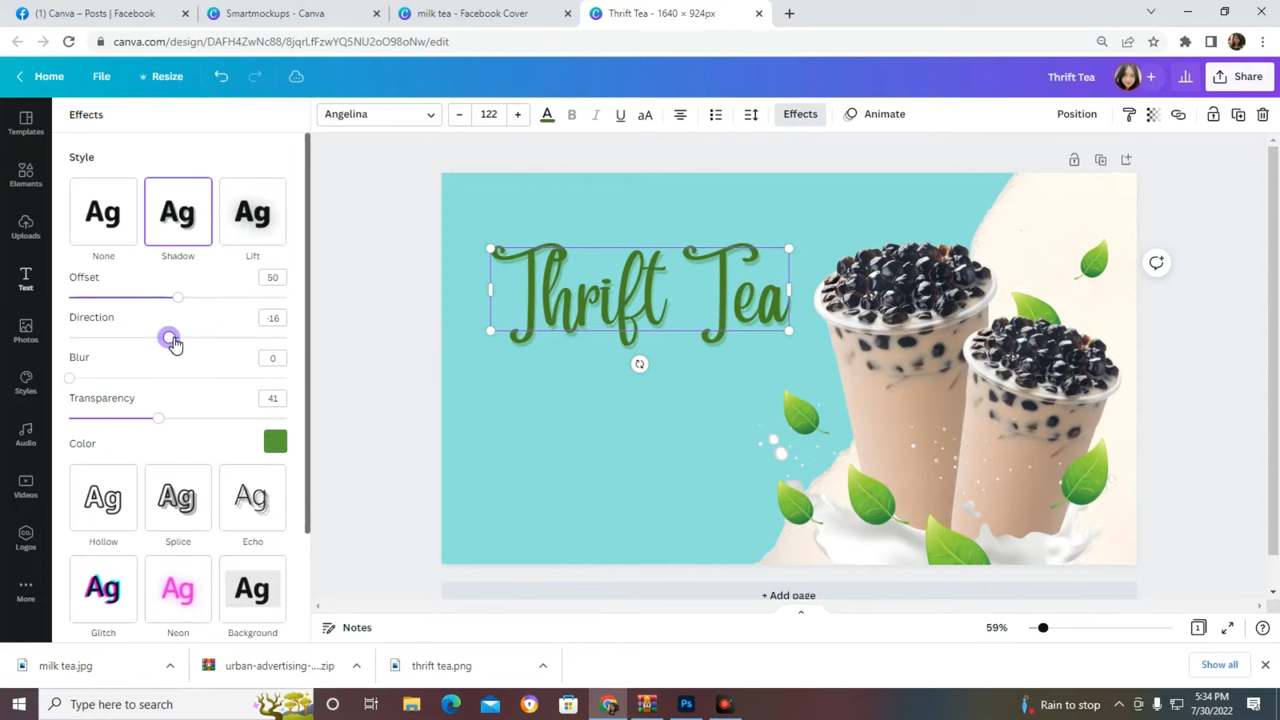 (1) Canva – Posts | Facebook
Smartmockups - Canva
milk tea - Facebook Cover
Thrift Tea - 1640 × 924px
canva.com/design/DAFH4ZwNc88/8jqrLfFzwYQ5NU2oO98oNw/edit
Home
File
Resize
Thrift Tea
Share
Templates
Elements
Uploads
Text
Photos
Styles
Audio
Videos
Logos
More
Effects
Style
Ag
Ag
Ag
None
Shadow
Lift
Offset
50
Direction
-16
Blur
0
Transparency
41
Color
Ag
Ag
Ag
Hollow
Splice
Echo
Ag
Ag
Ag
Glitch
Neon
Background
Angelina
122
A
B
I
U
aA
Effects
Animate
Position
Thrift Tea
+ Add page
Notes
59%
1
milk tea.jpg
urban-advertising-....zip
thrift tea.png
Show all
Type here to search
Rain to stop
5:34 PM
7/30/2022